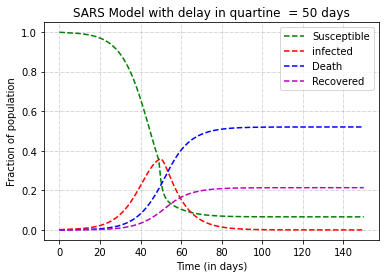 SARS Model with delay in quartine = 50 days
Susceptible
infected
Death
Recovered
1.0
0.8
0.6
0.4
0.2
0.0
Fraction of population
0 20 40 60 80 100 120 140
Time (in days)